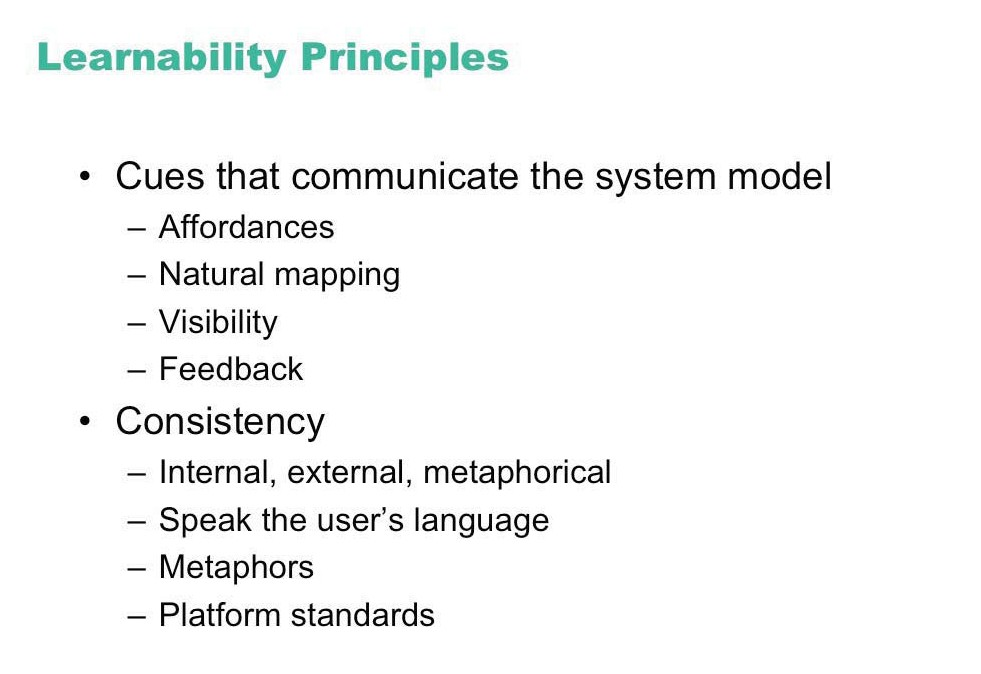 Learnability Principles
• Cues that communicate the system model
– Affordances
– Natural mapping
– Visibility
– Feedback
• Consistency
– Internal, external, metaphorical
– Speak the user’s language
– Metaphors
– Platform standards